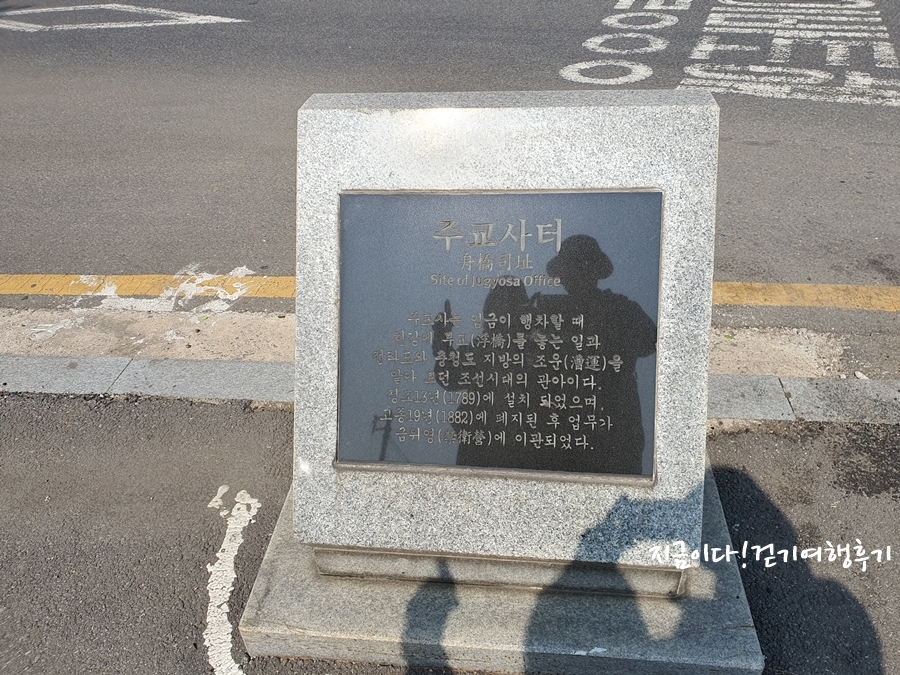 주교사터
舟橋司址
Site of Jugyosa Office
주교사는 임금이 행차할 때
한강에 부교(浮橋)를 놓는 일과
전라도와 충청도 지방의 조운(漕運)을
맡아 보던 조선시대의 관아이다.
정조13년(1789)에 설치 되었으며,
고종19년(1882)에 폐지된 후 업무가
금위영(禁衛營)에 이관되었다.
지금이다!걷기여행후기